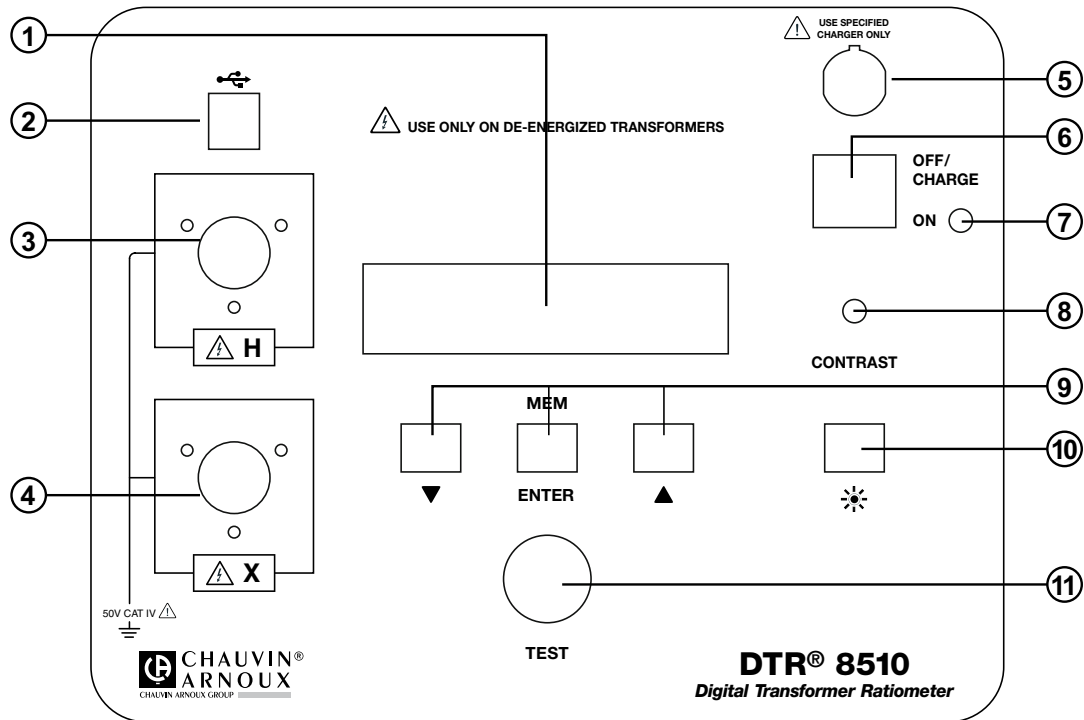 1
USE SPECIFIED
CHARGER ONLY
2
5
USE ONLY ON DE-ENERGIZED TRANSFORMERS
6
OFF/
CHARGE
3
ON
7
8
H
CONTRAST
MEM
9
10
4
ENTER
X
11
50V CAT IV
TEST
CHAUVIN®
ARNOUX
CHAUVIN ARNOUX GROUP
DTR® 8510
Digital Transformer Ratiometer